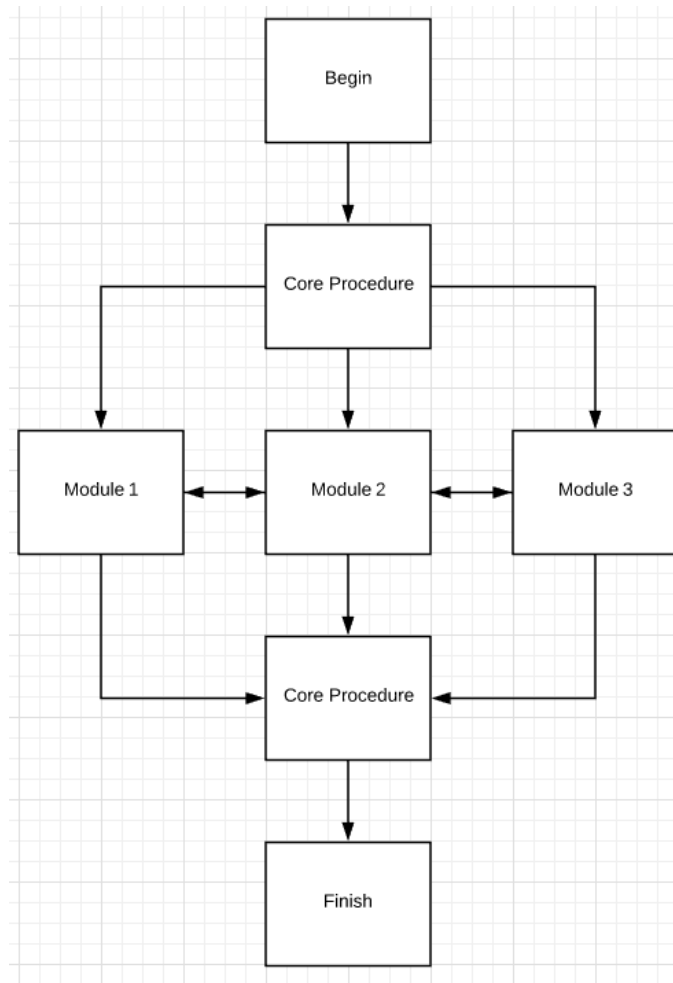 Begin
Core Procedure
Module 1
Module 2
Module 3
Core Procedure
Finish